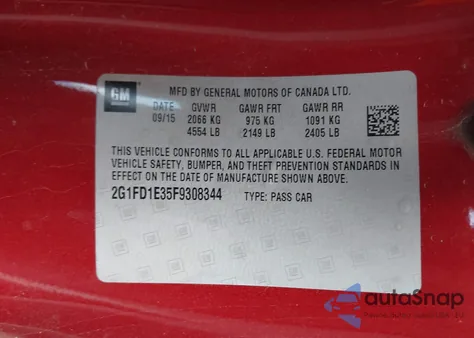 GM
MFD BY GENERAL MOTORS OF CANADA LTD.
DATE GVWR GAWR FRT GAWR RR
09/15 2066 KG 975 KG 1091 KG
4554 LB 2149 LB 2405 LB
THIS VEHICLE CONFORMS TO ALL APPLICABLE U.S. FEDERAL MOTOR
VEHICLE SAFETY, BUMPER, AND THEFT PREVENTION STANDARDS IN
EFFECT ON THE DATE OF MANUFACTURE SHOWN ABOVE.
2G1FD1E35F9308344 TYPE: PASS CAR
autoSnap